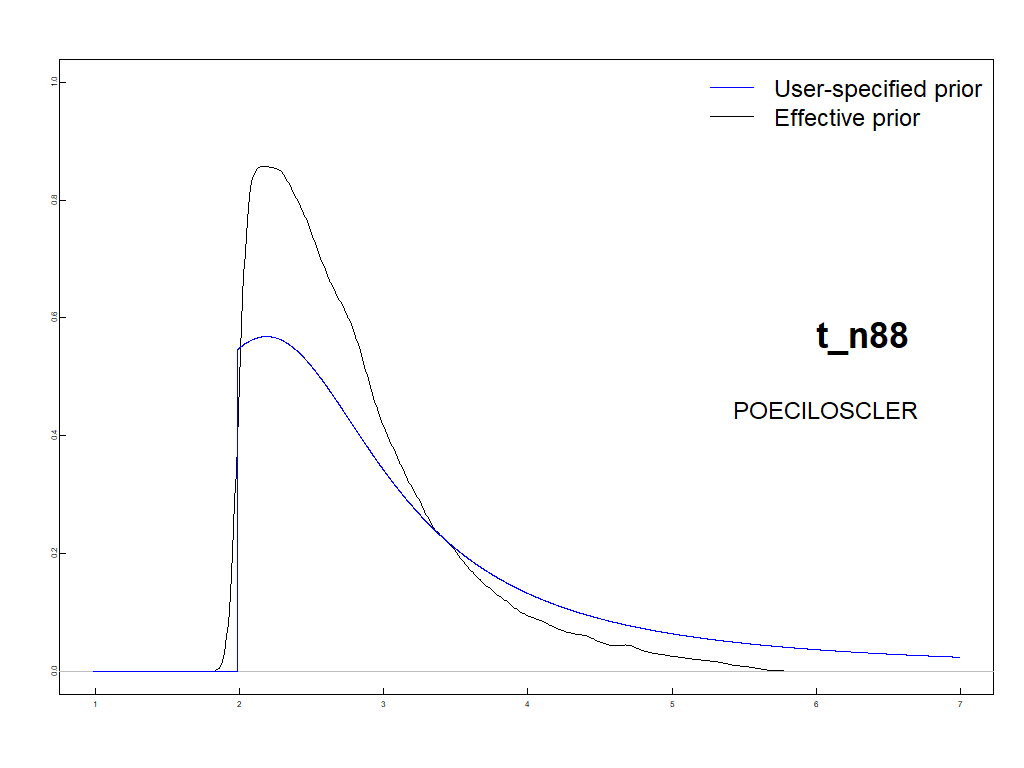 User-specified prior
Effective prior
1.0
0.8
0.6
0.4
0.2
0.0
t_n88
POECILOSCLER
1 2 3 4 5 6 7